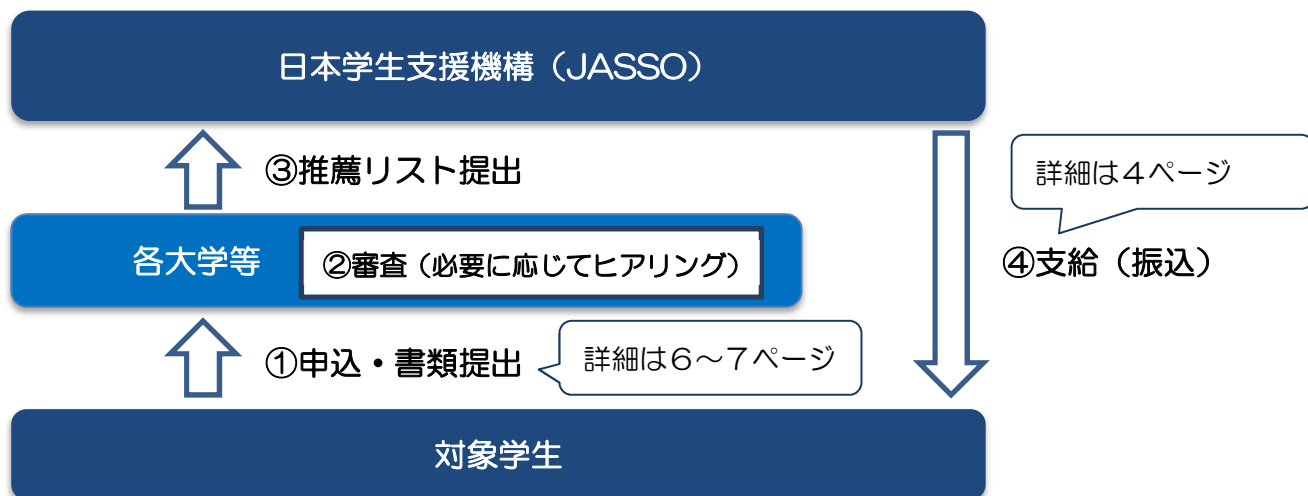 日本学生支援機構（JASSO）
③推薦リスト提出
詳細は４ページ
各大学等
②審査（必要に応じてヒアリング）
④支給（振込）
①申込・書類提出
詳細は６～７ページ
対象学生